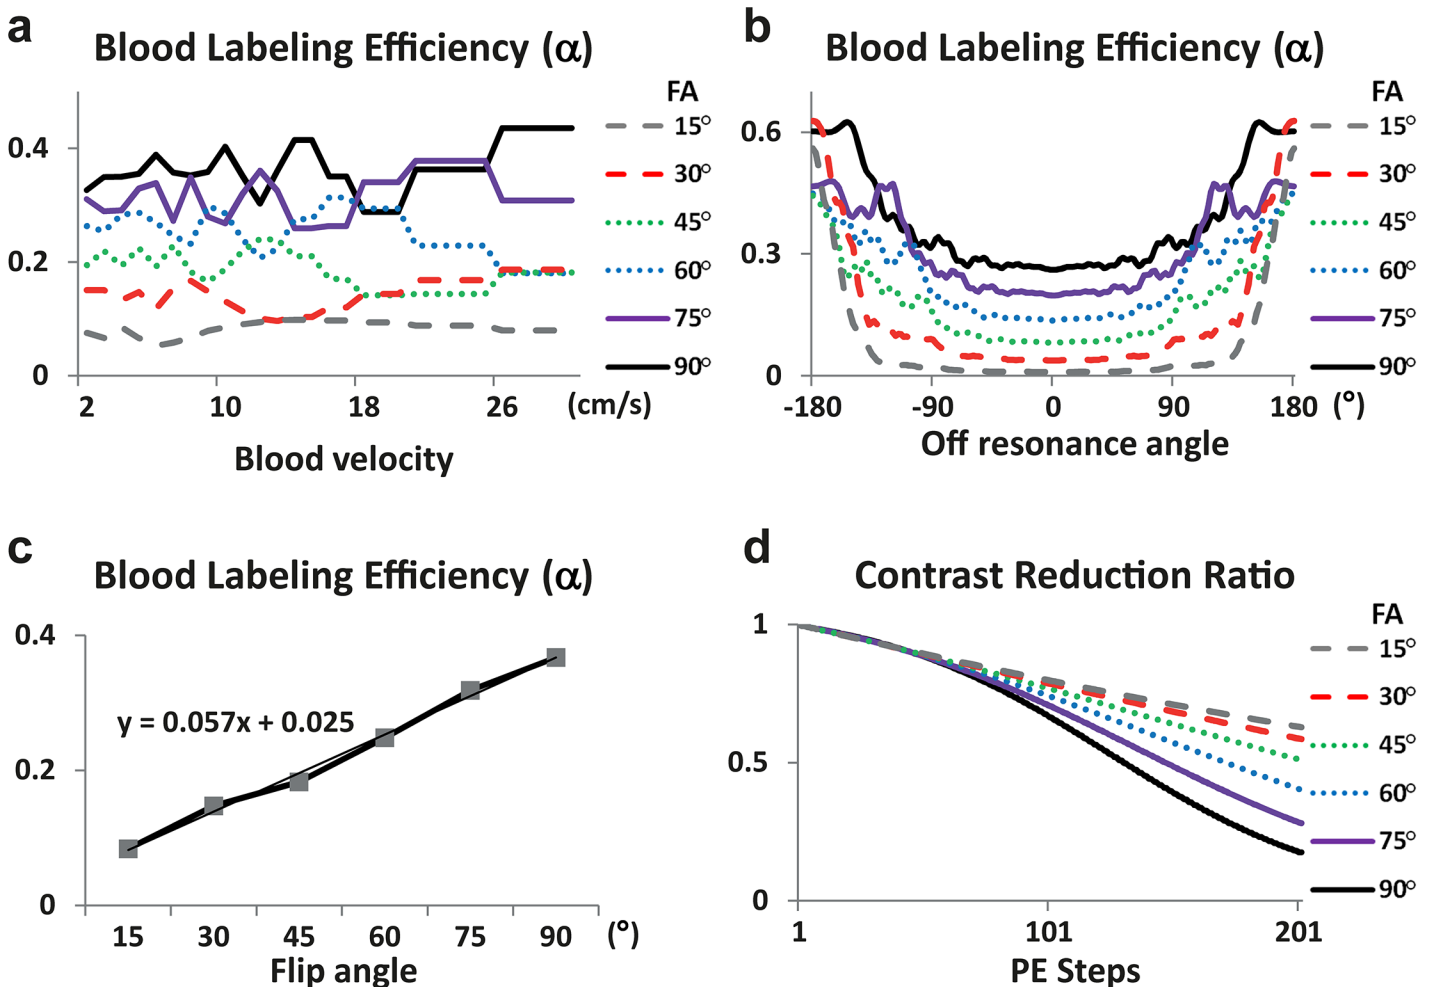 a
Blood Labeling Efficiency (α)
FA
15°
30°
45°
60°
75°
90°
0.4
0.2
0
2 10 18 26 (cm/s)
Blood velocity
b
Blood Labeling Efficiency (α)
FA
15°
30°
45°
60°
75°
90°
0.6
0.3
0
-180 -90 0 90 180 (°)
Off resonance angle
c
Blood Labeling Efficiency (α)
0.4
0.2
0
y = 0.057x + 0.025
15 30 45 60 75 90 (°)
Flip angle
d
Contrast Reduction Ratio
FA
15°
30°
45°
60°
75°
90°
1
0.5
0
1 101 201
PE Steps